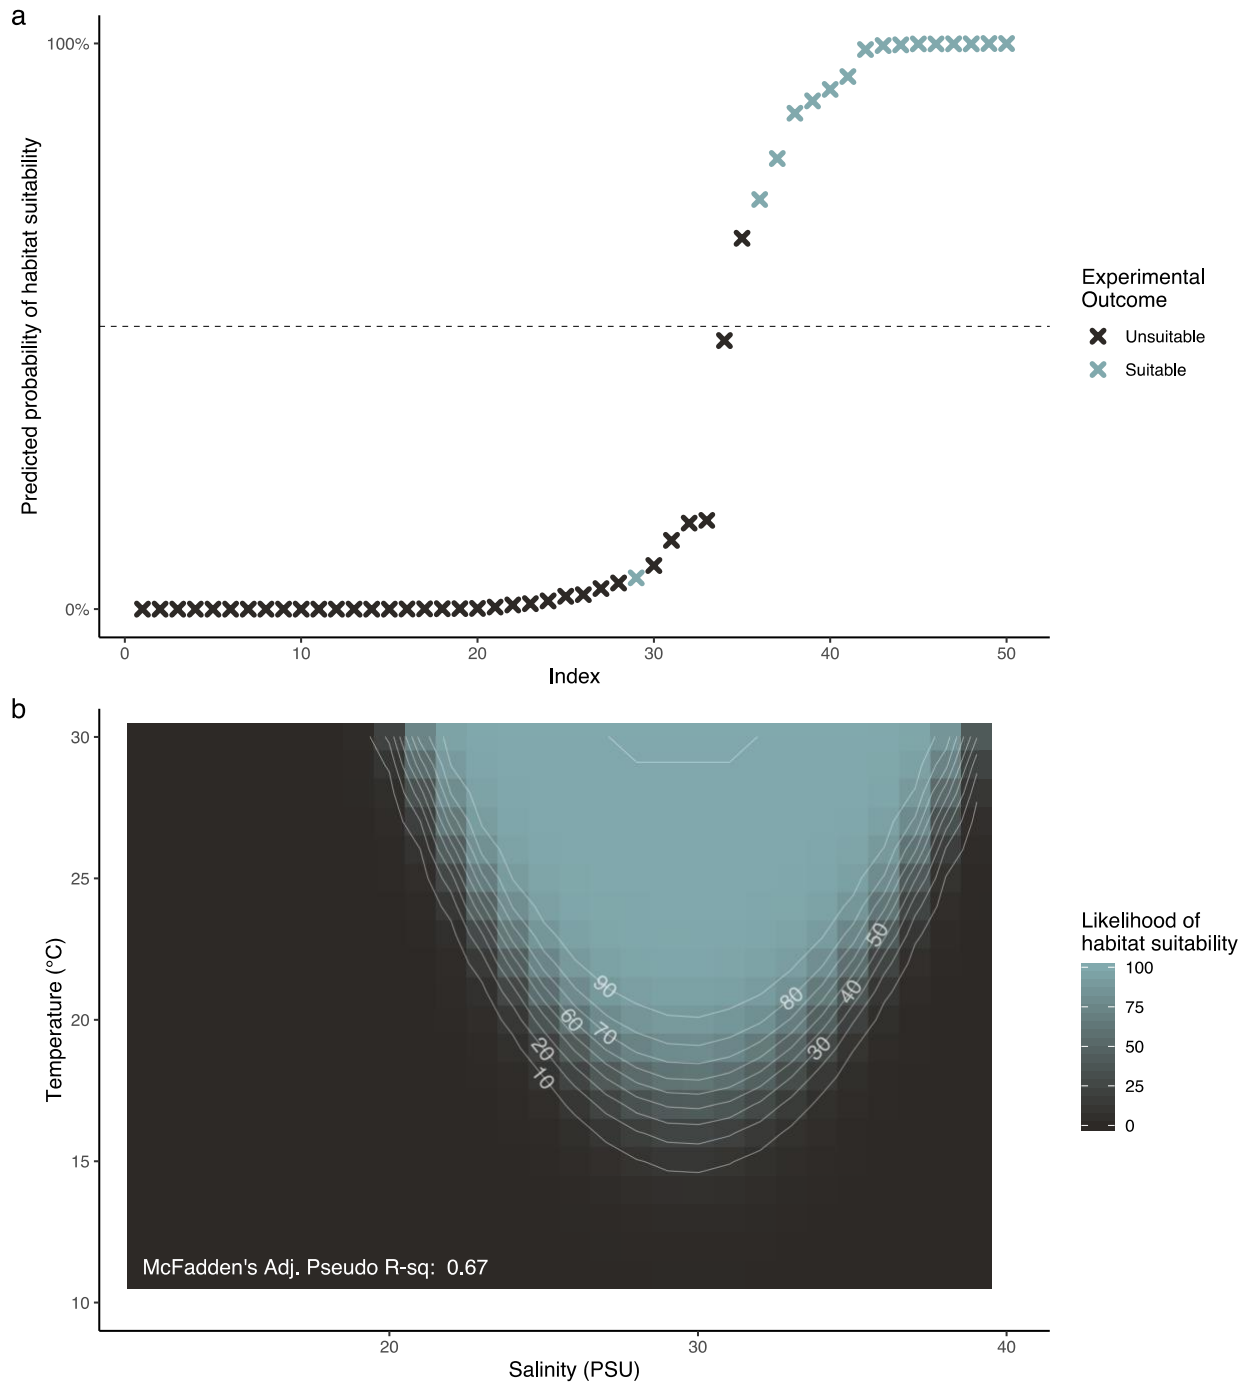 a
100%
Predicted probability of habitat suitability
0%
0
10
20
30
40
50
Index
Experimental
Outcome
Unsuitable
Suitable
b
30
25
20
15
10
Temperature (°C)
90
80
70
60
50
40
30
20
10
McFadden's Adj. Pseudo R-sq: 0.67
20
30
40
Salinity (PSU)
Likelihood of
habitat suitability
100
75
50
25
0